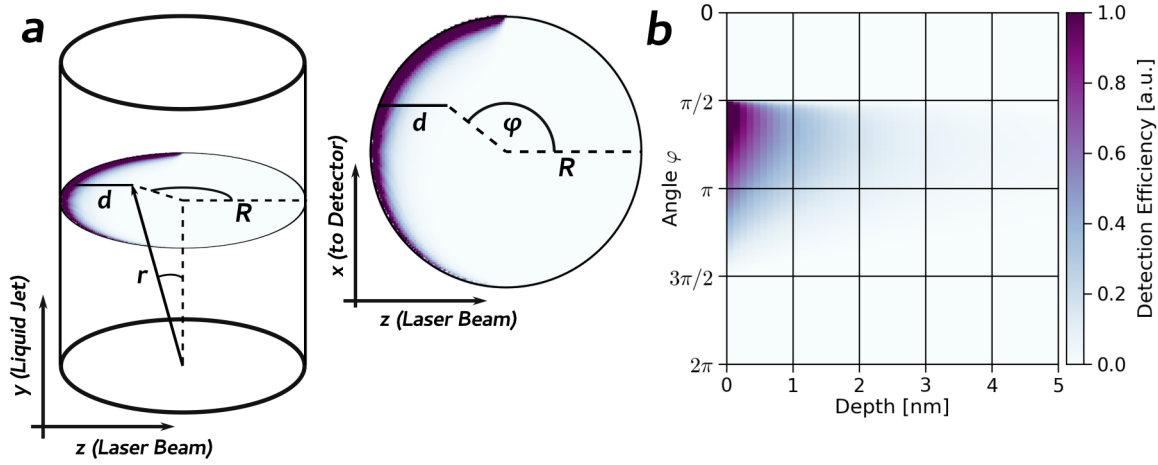 a
d
R
r
y (Liquid Jet)
z (Laser Beam)
d
φ
R
x (to Detector)
z (Laser Beam)
b
0
π/2
π
3π/2
2π
Angle φ
0 1 2 3 4 5
Depth [nm]
1.0
0.8
0.6
0.4
0.2
0.0
Detection Efficiency [a.u.]